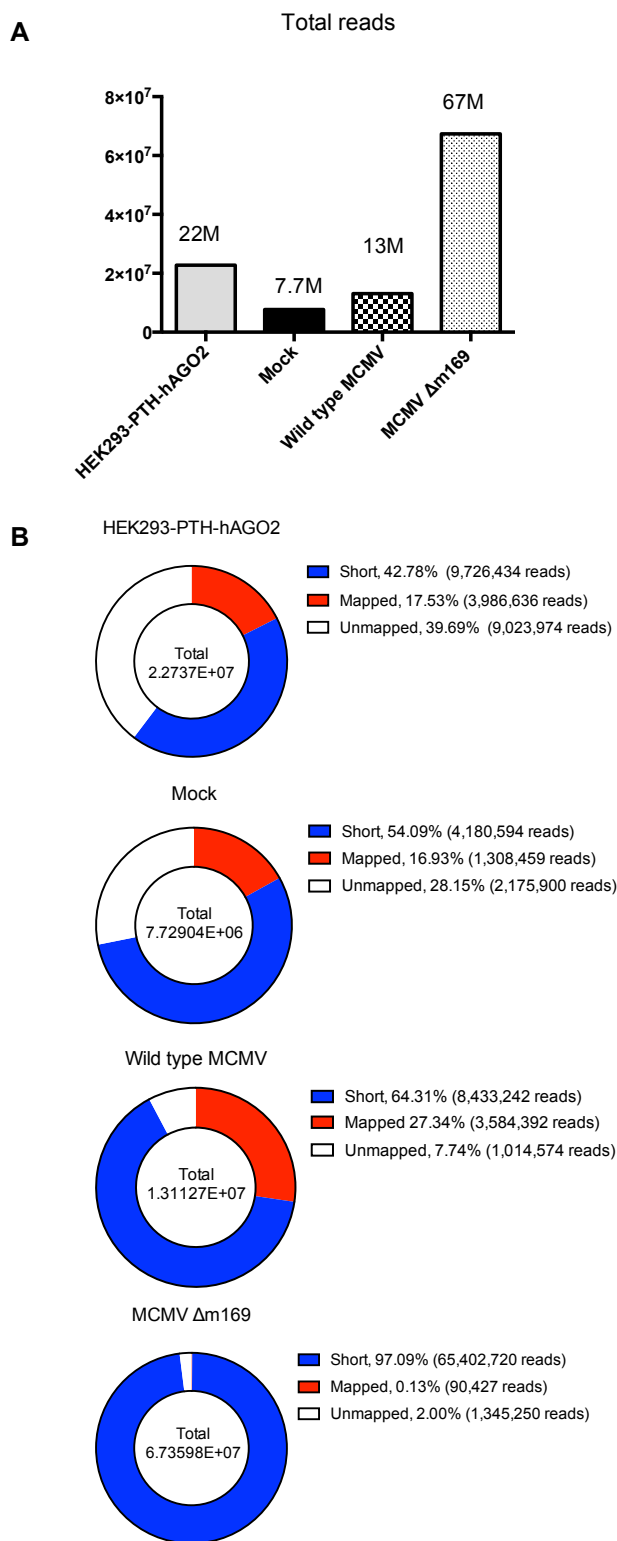 A
Total reads
8×10⁷
6×10⁷
4×10⁷
2×10⁷
0
22M
7.7M
13M
67M
HEK293-PTH-hAGO2
Mock
Wild type MCMV
MCMV Δm169
B
HEK293-PTH-hAGO2
Total
2.2737E+07
Short, 42.78% (9,726,434 reads)
Mapped, 17.53% (3,986,636 reads)
Unmapped, 39.69% (9,023,974 reads)
Mock
Total
7.72904E+06
Short, 54.09% (4,180,594 reads)
Mapped, 16.93% (1,308,459 reads)
Unmapped, 28.15% (2,175,900 reads)
Wild type MCMV
Total
1.31127E+07
Short, 64.31% (8,433,242 reads)
Mapped 27.34% (3,584,392 reads)
Unmapped, 7.74% (1,014,574 reads)
MCMV Δm169
Total
6.73598E+07
Short, 97.09% (65,402,720 reads)
Mapped, 0.13% (90,427 reads)
Unmapped, 2.00% (1,345,250 reads)